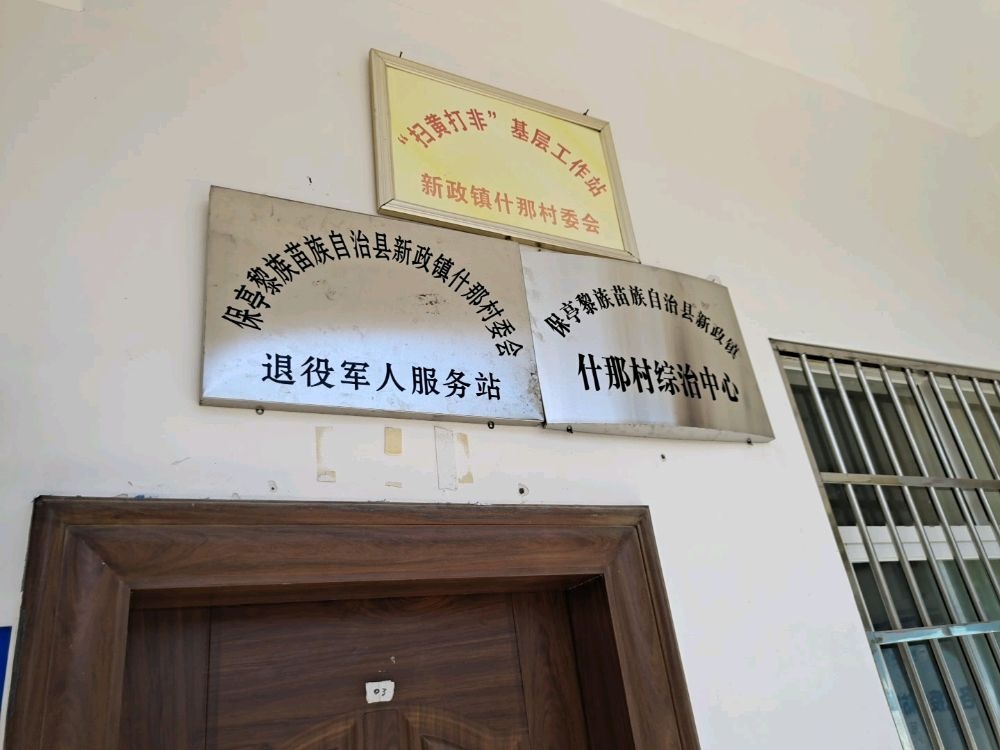 “扫黄打非”基层工作站
新政镇什那村委会
保亭黎族苗族自治县新政镇什那村委会
退役军人服务站
保亭黎族苗族自治县新政镇
什那村综治中心
03